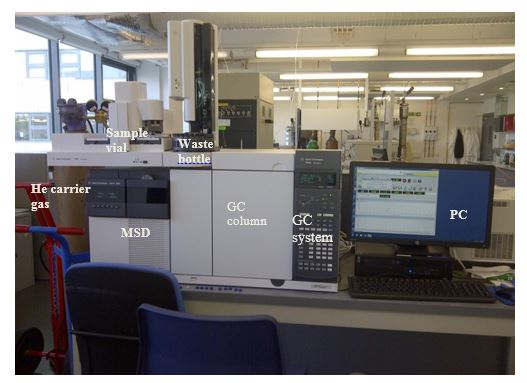 Sample
vial
Waste
bottle
He carrier
gas
MSD
GC
column
GC
system
PC